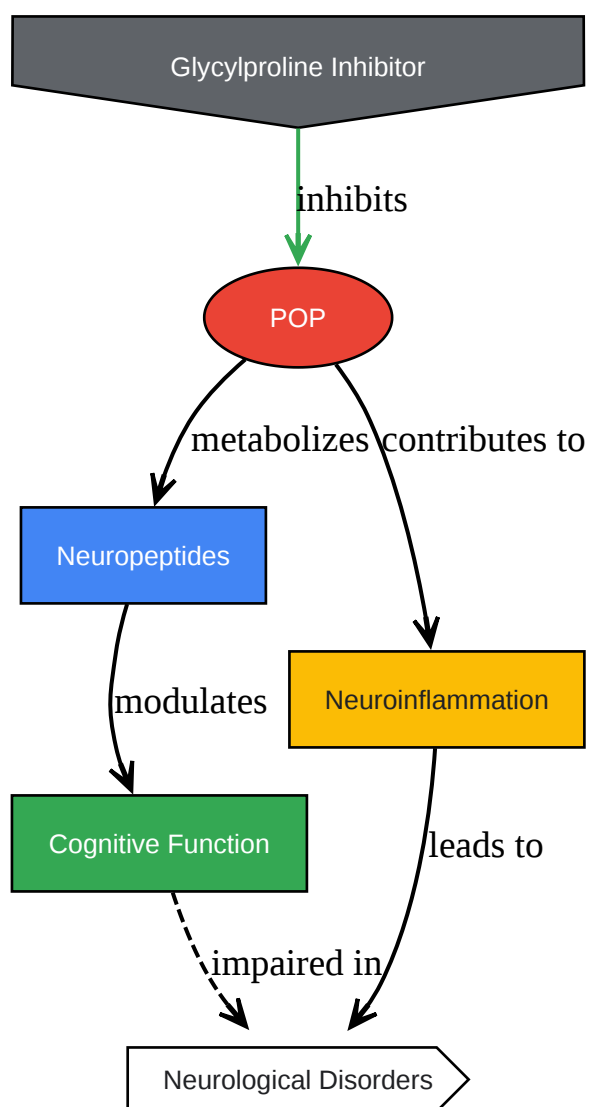 Glycylproline Inhibitor
inhibits
POP
metabolizes
contributes to
Neuropeptides
Neuroinflammation
modulates
Cognitive Function
leads to
impaired in
Neurological Disorders